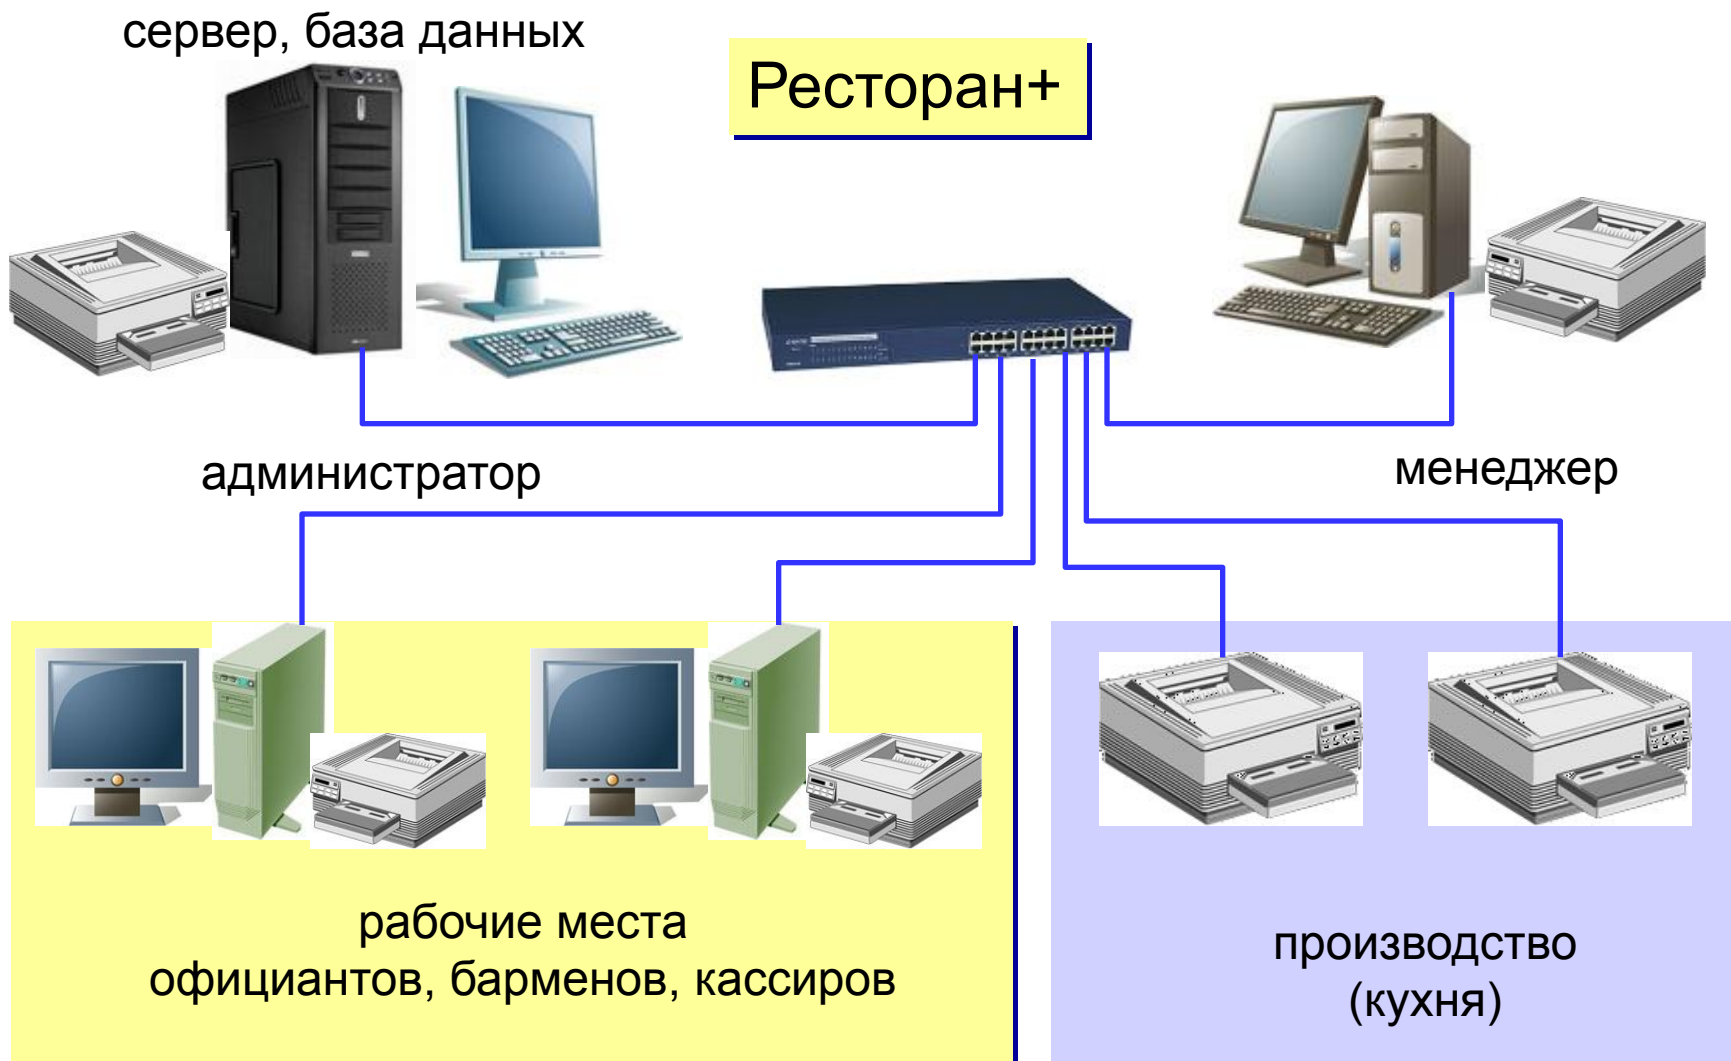 сервер, база данных
Ресторан+
администратор
менеджер
рабочие места
официантов, барменов, кассиров
производство
(кухня)